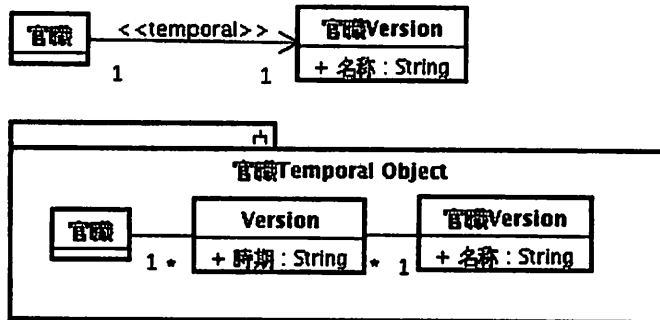 官職
<<temporal>>
官職Version
+ 名称 : String
1
1
官職Temporal Object
官職
Version
+ 時期 : String
官職Version
+ 名称 : String
1 *
* 1